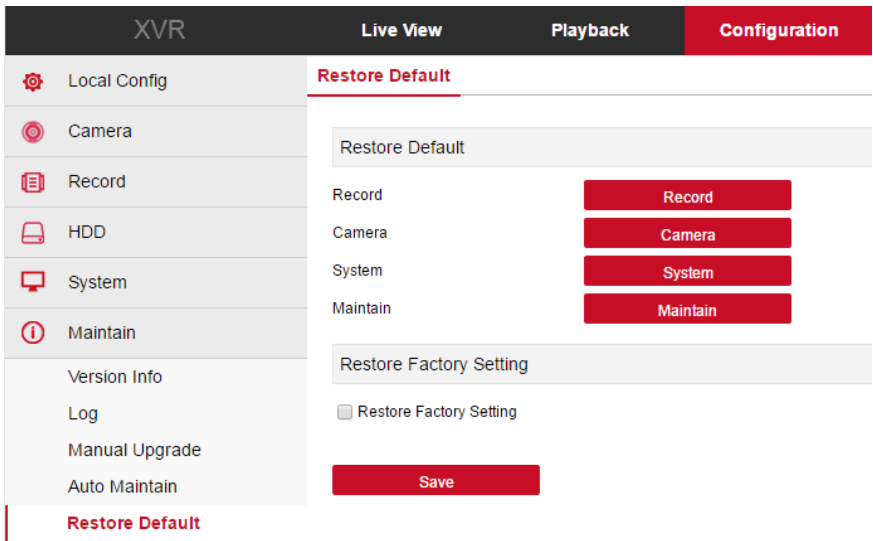 XVR Live View Playback Configuration
Local Config
Camera
Record
HDD
System
Maintain
Version Info
Log
Manual Upgrade
Auto Maintain
Restore Default
Restore Default
Restore Default
Record Record
Camera Camera
System System
Maintain Maintain
Restore Factory Setting
Restore Factory Setting
Save